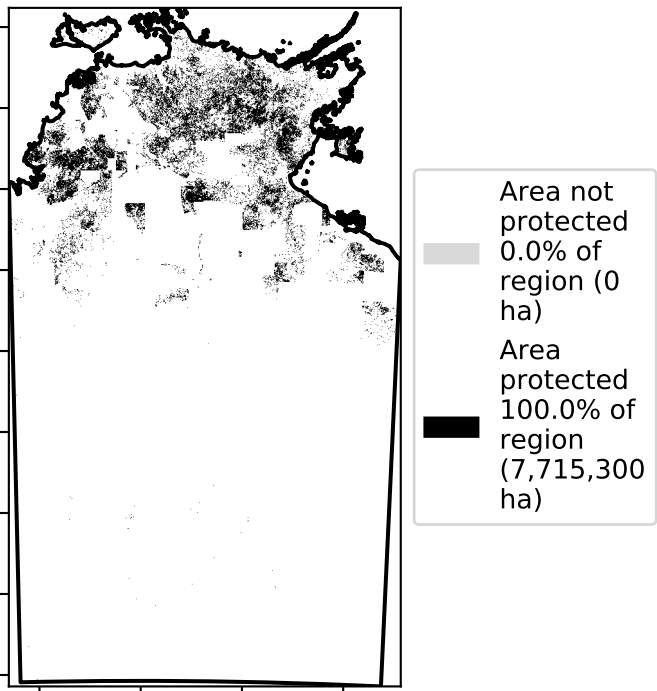 Area not
protected
0.0% of
region (0
ha)
Area
protected
100.0% of
region
(7,715,300
ha)